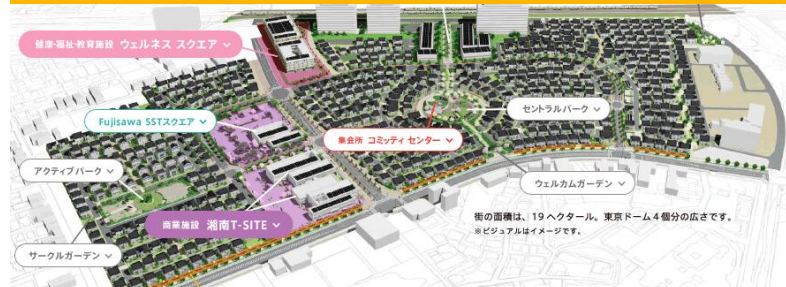 健康・福祉・教育施設 ウェルネス スクエア
Fujisawa SSTスクエア
セントラルパーク
集会所 コミッティ センター
アクティブパーク
ウェルカムガーデン
商業施設 湘南T-SITE
サークルガーデン
街の面積は、19ヘクタール。東京ドーム4個分の広さです。
※ビジュアルはイメージです。